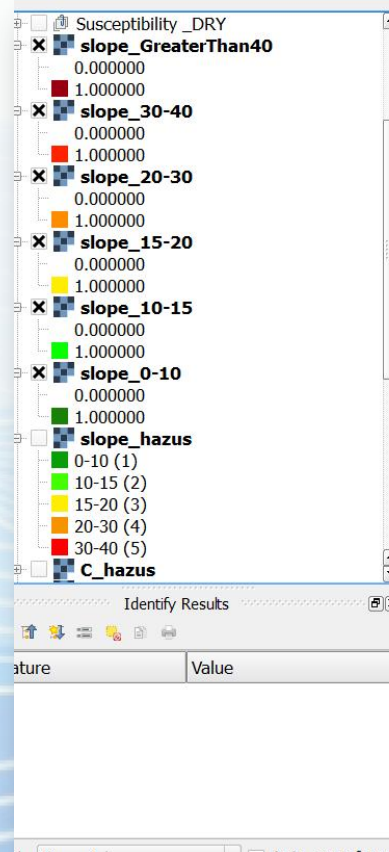 Susceptibility _DRY
slope_GreaterThan40
0.000000
1.000000
slope_30-40
0.000000
1.000000
slope_20-30
0.000000
1.000000
slope_15-20
0.000000
1.000000
slope_10-15
0.000000
1.000000
slope_0-10
0.000000
1.000000
slope_hazus
0-10 (1)
10-15 (2)
15-20 (3)
20-30 (4)
30-40 (5)
C_hazus
Identify Results
ature Value